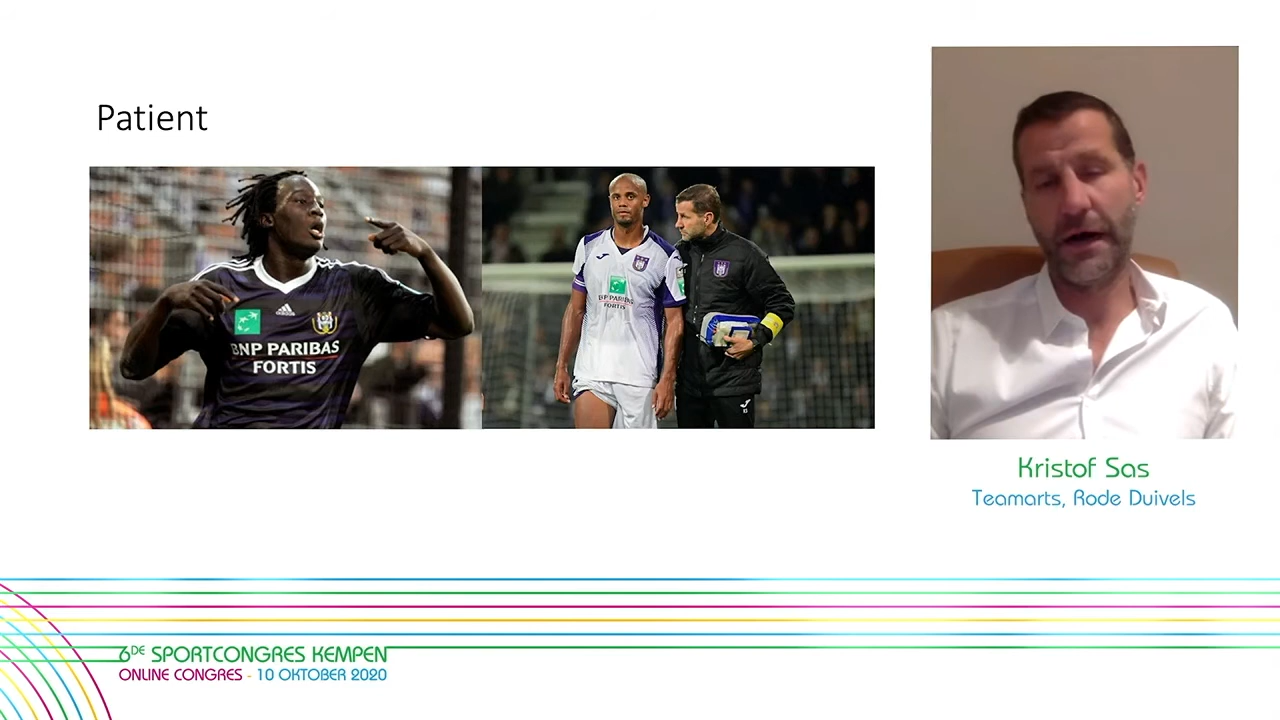 Patient
BNP PARIBAS
FORTIS
BNP PARIBAS
FORTIS
Kristof Sas
Teamarts, Rode Duivels
6DE SPORTCONGRES KEMPEN
ONLINE CONGRES - 10 OKTOBER 2020